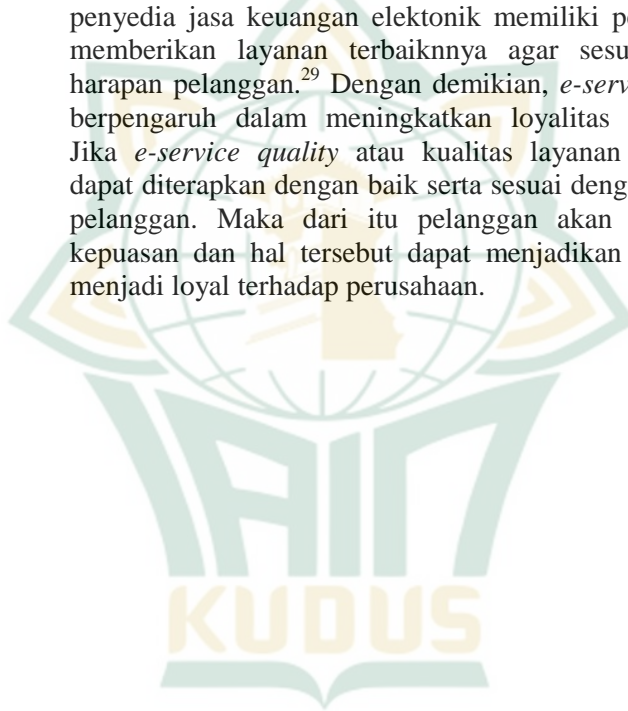 penyedia jasa keuangan elektonik memiliki pe
memberikan layanan terbaiknnya agar sesu
harapan pelanggan.29 Dengan demikian, e-serv
berpengaruh dalam meningkatkan loyalitas
Jika e-service quality atau kualitas layanan
dapat diterapkan dengan baik serta sesuai deng
pelanggan. Maka dari itu pelanggan akan
kepuasan dan hal tersebut dapat menjadikan
menjadi loyal terhadap perusahaan.
IAIN
KUDUS